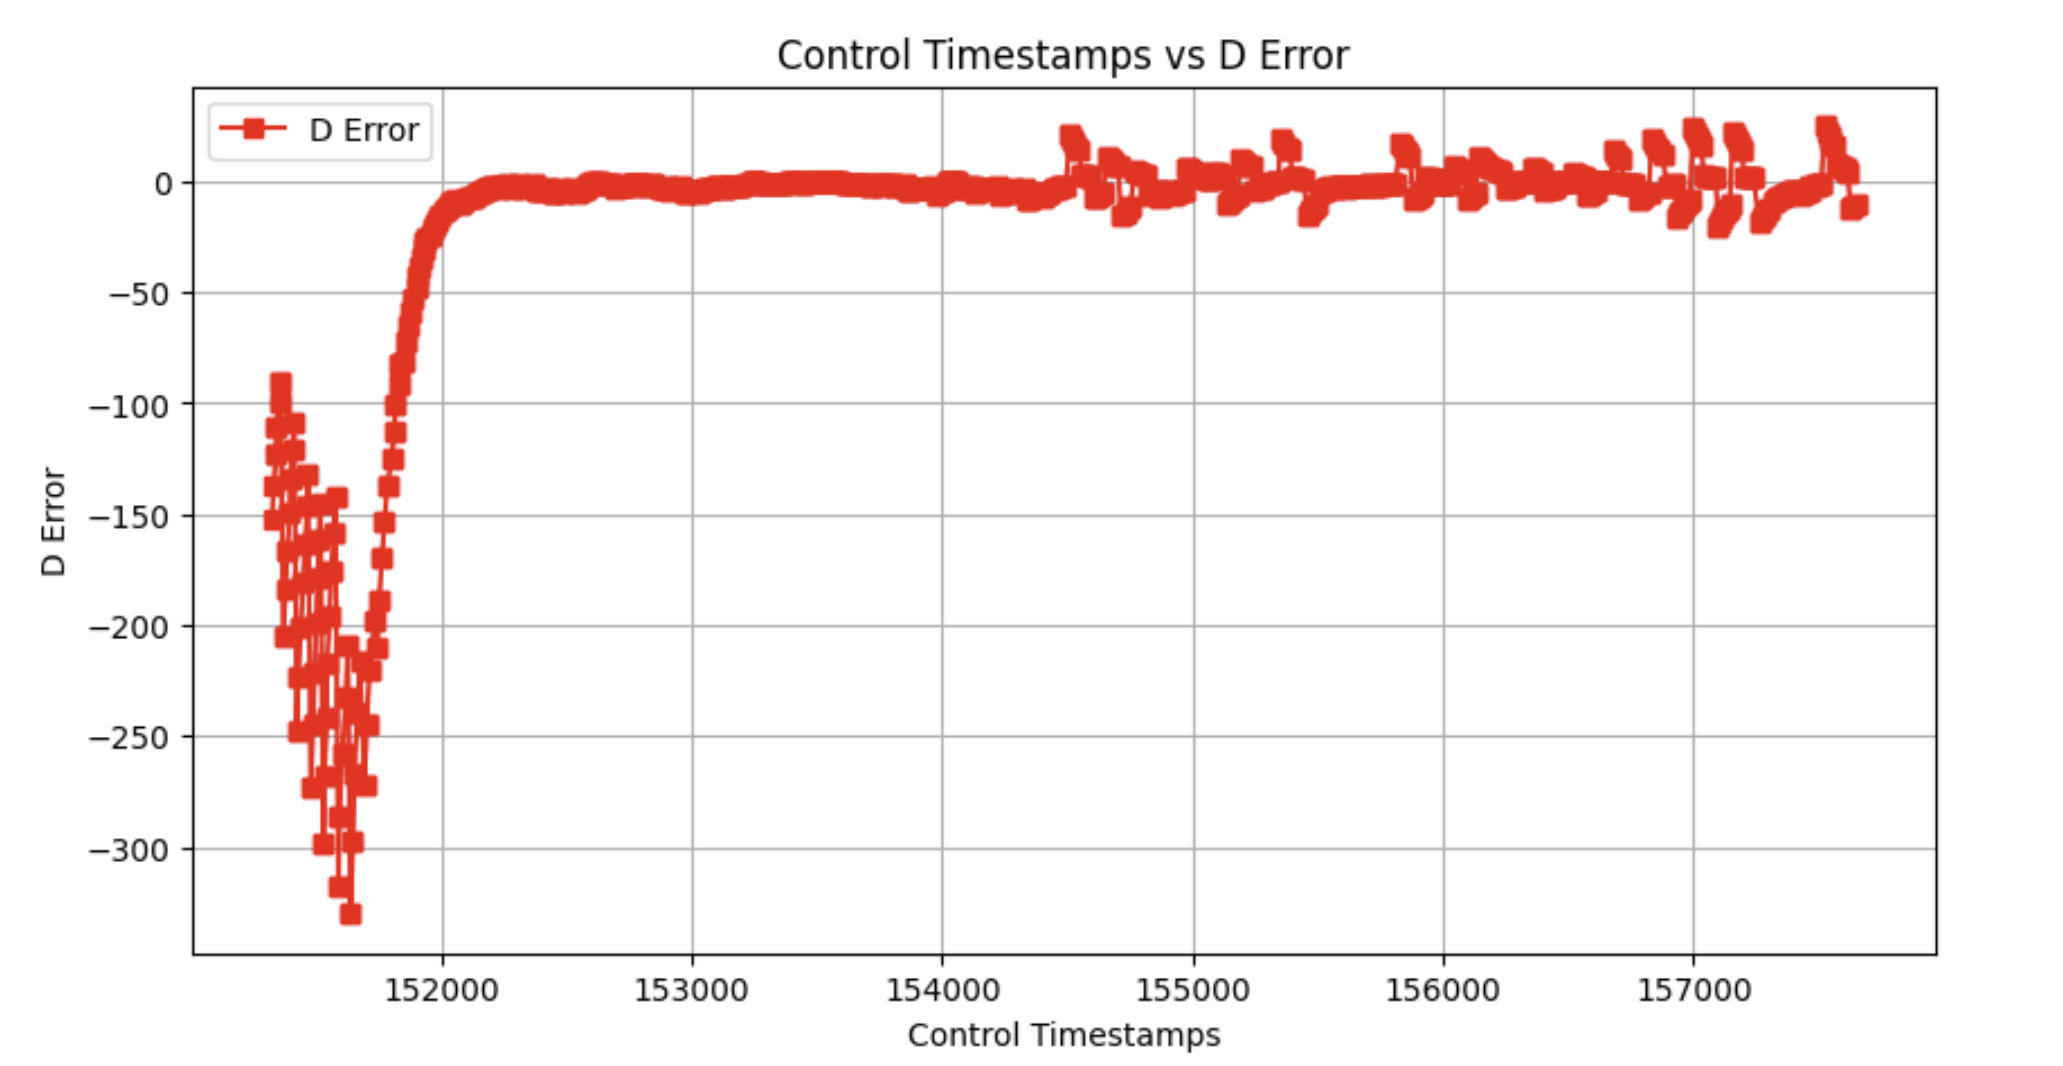 Control Timestamps vs D Error
D Error
0
−50
−100
−150
−200
−250
−300
D Error
152000 153000 154000 155000 156000 157000
Control Timestamps